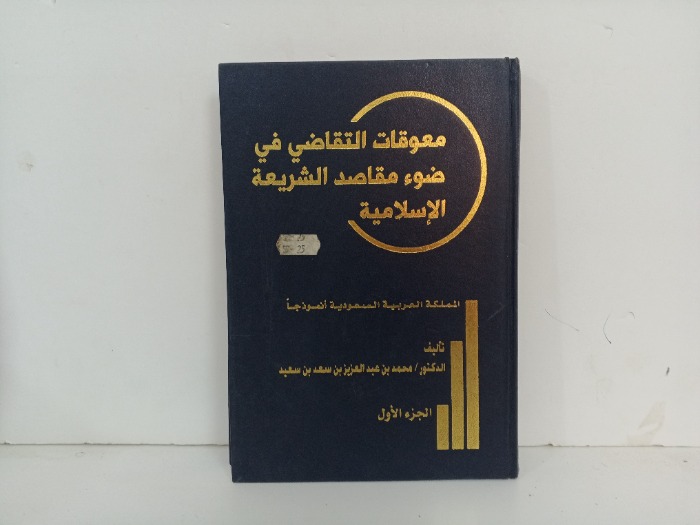 معوقات التقاضي في
ضوء مقاصد الشريعة
الإسلامية
المملكة العربية السعودية أنموذجاً
تأليف
الدكتور / محمد بن عبد العزيز بن سعد بن سعيد
الجزء الأول